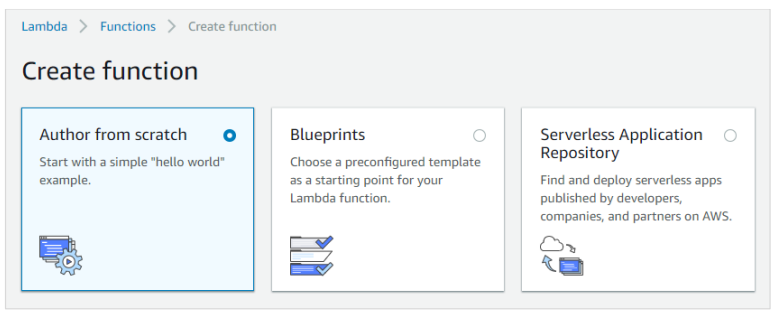 Lambda > Functions > Create function
Create function
Author from scratch
Start with a simple "hello world"
example.
Blueprints
Choose a preconfigured template
as a starting point for your
Lambda function.
Serverless Application
Repository
Find and deploy serverless apps
published by developers,
companies, and partners on AWS.